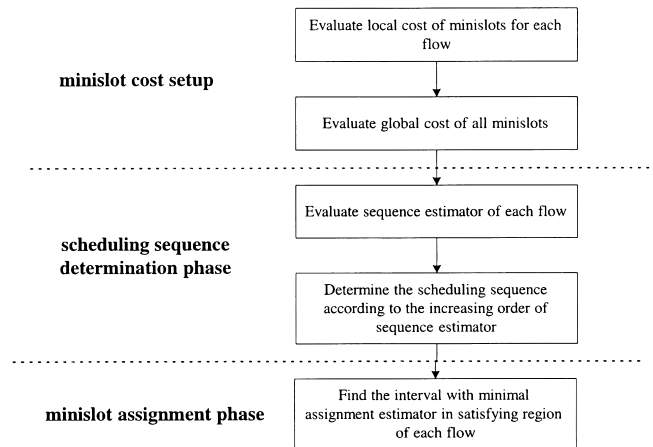 Evaluate local cost of minislots for each
flow
minislot cost setup
Evaluate global cost of all minislots
Evaluate sequence estimator of each flow
scheduling sequence
determination phase
Determine the scheduling sequence
according to the increasing order of
sequence estimator
Find the interval with minimal
assignment estimator in satisfying region
of each flow
minislot assignment phase